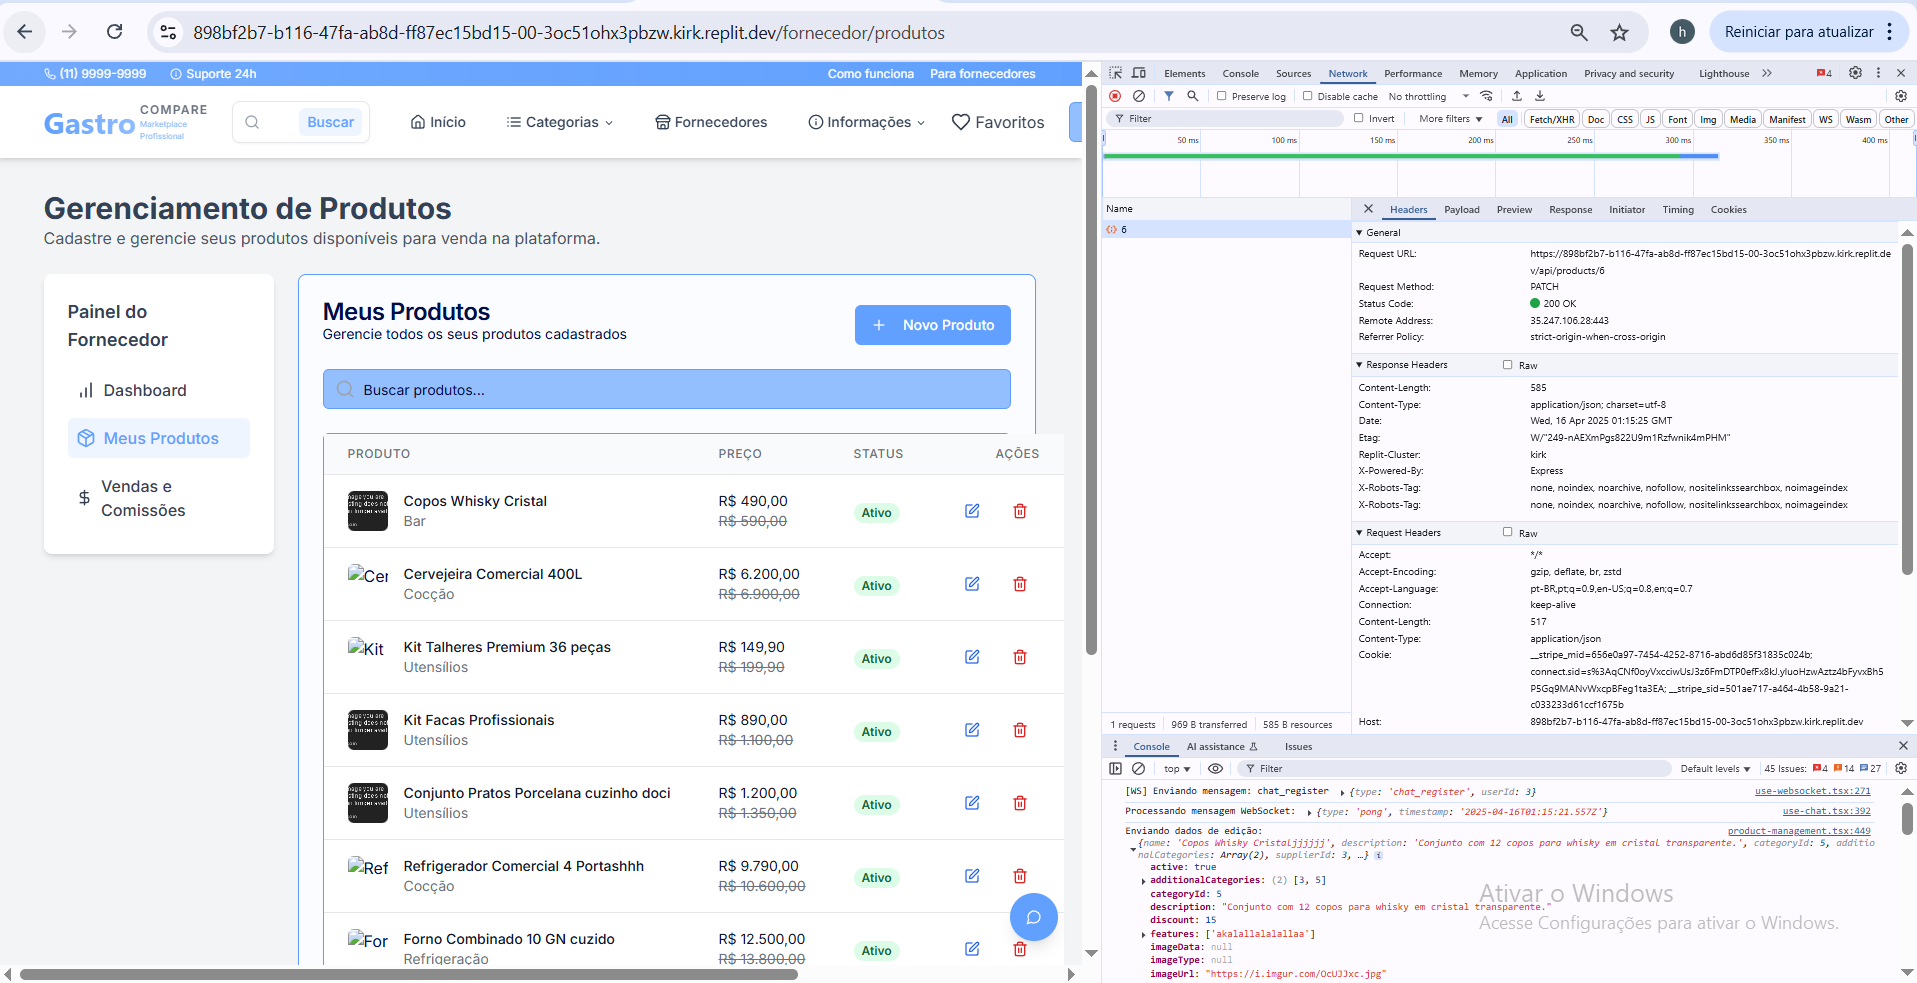 898bf2b7-b116-47fa-ab8d-ff87ec15bd15-00-3oc51ohx3pbzw.kirk.replit.dev/fornecedor/produtos
h
Reiniciar para atualizar
(11) 9999-9999
Suporte 24h
Como funciona
Para fornecedores
Gastro
COMPARE
Marketplace
Profissional
Buscar
Início
Categorias
Fornecedores
Informações
Favoritos
Gerenciamento de Produtos
Cadastre e gerencie seus produtos disponíveis para venda na plataforma.
Painel do
Fornecedor
Dashboard
Meus Produtos
Vendas e
Comissões
Meus Produtos
Gerencie todos os seus produtos cadastrados
Novo Produto
Buscar produtos...
PRODUTO PREÇO STATUS AÇÕES
Copos Whisky Cristal
Bar
R$ 490,00
R$ 590,00
Ativo
Cer
Cervejeira Comercial 400L
Cocção
R$ 6.200,00
R$ 6.900,00
Ativo
Kit
Kit Talheres Premium 36 peças
Utensílios
R$ 149,90
R$ 199,90
Ativo
Kit Facas Profissionais
Utensílios
R$ 890,00
R$ 1.100,00
Ativo
Conjunto Pratos Porcelana cuzinho doci
Utensílios
R$ 1.200,00
R$ 1.350,00
Ativo
Ref
Refrigerador Comercial 4 Portashhh
Cocção
R$ 9.790,00
R$ 10.600,00
Ativo
For
Forno Combinado 10 GN cuzido
Refrigeração
R$ 12.500,00
R$ 13.800,00
Ativo
Elements Console Sources Network Performance Memory Application Privacy and security Lighthouse 4
Preserve log Disable cache No throttling
Filter Invert More filters All Fetch/XHR Doc CSS JS Font Img Media Manifest WS Wasm Other
50 ms 100 ms 150 ms 200 ms 250 ms 300 ms 350 ms 400 ms
Name
6
Headers Payload Preview Response Initiator Timing Cookies
General
Request URL: https://898bf2b7-b116-47fa-ab8d-ff87ec15bd15-00-3oc51ohx3pbzw.kirk.replit.de
v/api/products/6
Request Method: PATCH
Status Code: 200 OK
Remote Address: 35.247.106.28:443
Referrer Policy: strict-origin-when-cross-origin
Response Headers Raw
Content-Length: 585
Content-Type: application/json; charset=utf-8
Date: Wed, 16 Apr 2025 01:15:25 GMT
Etag: W/"249-nAEXmPgs822U9m1Rzfwnik4mPHM"
Replit-Cluster: kirk
X-Powered-By: Express
X-Robots-Tag: none, noindex, noarchive, nofollow, nositelinkssearchbox, noimageindex
X-Robots-Tag: none, noindex, noarchive, nofollow, nositelinkssearchbox, noimageindex
Request Headers Raw
Accept: */*
Accept-Encoding: gzip, deflate, br, zstd
Accept-Language: pt-BR,pt;q=0.9,en-US;q=0.8,en;q=0.7
Connection: keep-alive
Content-Length: 517
Content-Type: application/json
Cookie: __stripe_mid=656e0a97-7454-4252-8716-abd6d85f31835c024b;
c033233d61ccf1675b
Host: 898bf2b7-b116-47fa-ab8d-ff87ec15bd15-00-3oc51ohx3pbzw.kirk.replit.dev
1 requests 969 B transferred 585 B resources
Console AI assistance Issues
top Filter Default levels 45 Issues: 4 14 27
[WS] Enviando mensagem: chat_register {type: 'chat_register', userId: 3} use-websocket.tsx:271
Processando mensagem WebSocket: {type: 'pong', timestamp: '2025-04-16T01:15:21.557Z'} use-chat.tsx:392
Enviando dados de edição: product-management.tsx:449
{name: 'Copos Whisky Cristaljjjjjj', description: 'Conjunto com 12 copos para whisky em cristal transparente.', categoryId: 5, additio
nalCategories: Array(2), supplierId: 3, …}
active: true
additionalCategories: (2) [3, 5]
categoryId: 5
description: "Conjunto com 12 copos para whisky em cristal transparente."
discount: 15
features: ['akalallalalallaa']
imageData: null
imageType: null
imageUrl: "https://i.imgur.com/OcUJJxc.jpg"
Ativar o Windows
Acesse Configurações para ativar o Windows.